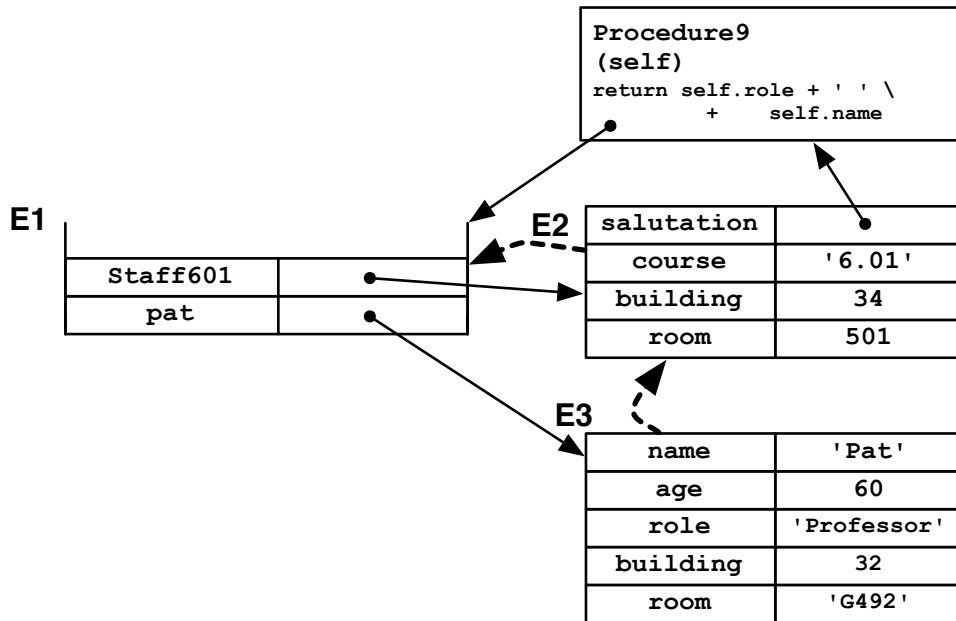 Procedure9
(self)
return self.role + ' ' \
+ self.name
E1
E2
salutation
course '6.01'
Staff601
building 34
pat
room 501
E3
name 'Pat'
age 60
role 'Professor'
building 32
room 'G492'